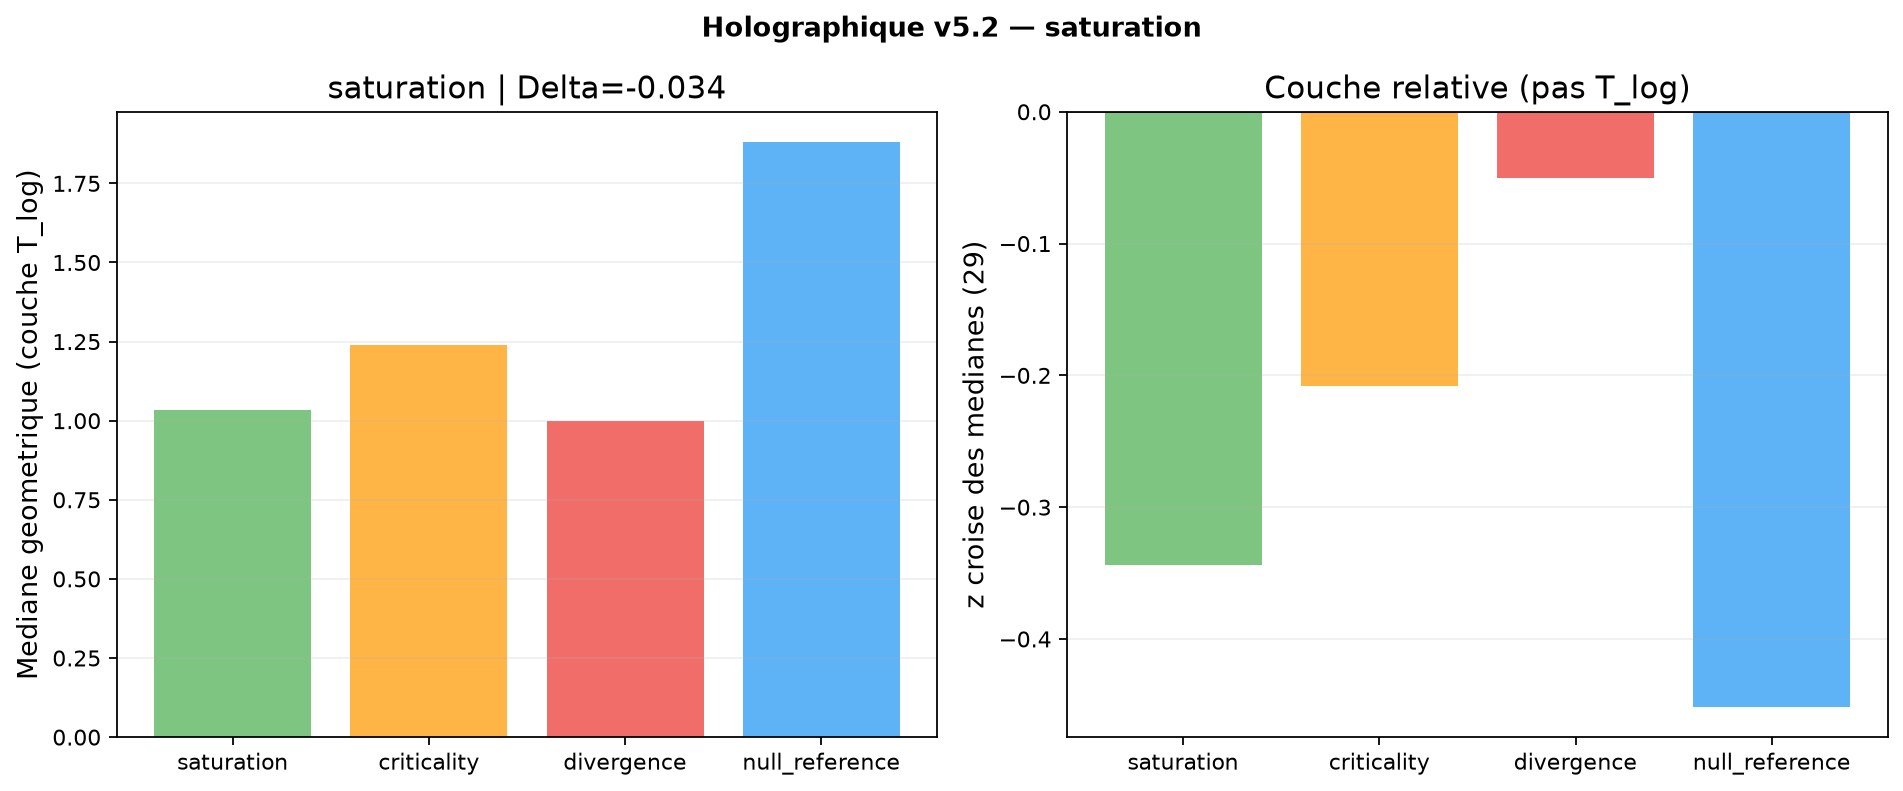 Holographique v5.2 — saturation
saturation | Delta=-0.034
Mediane geometrique (couche T_log)
1.75
1.50
1.25
1.00
0.75
0.50
0.25
0.00
saturation criticality divergence null_reference
Couche relative (pas T_log)
z croise des medianes (29)
0.0
−0.1
−0.2
−0.3
−0.4
saturation criticality divergence null_reference